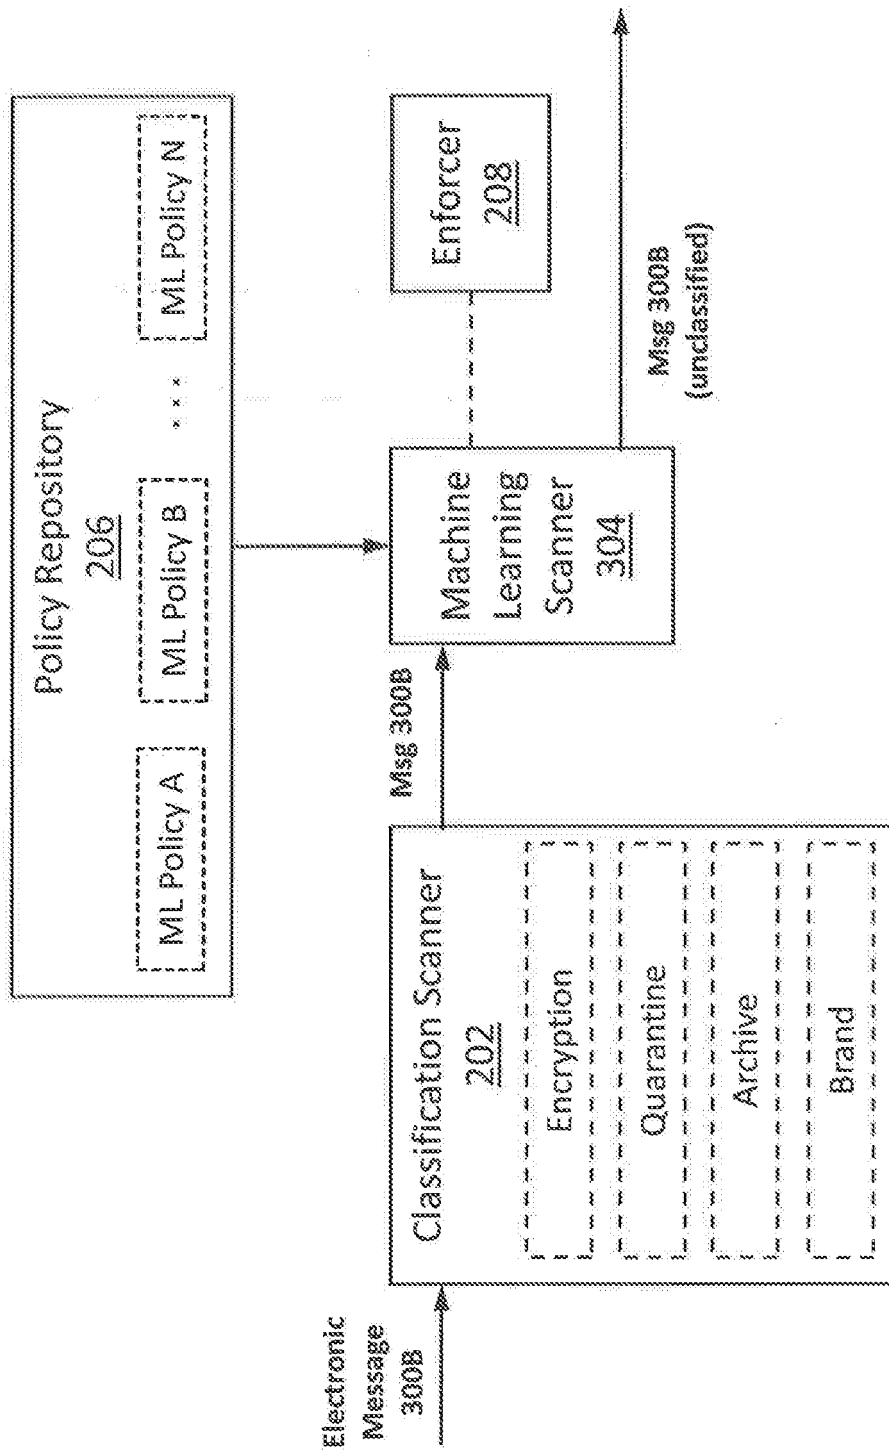 Policy Repository
206
ML Policy A
ML Policy B
...
ML Policy N
Electronic
Message
300B
Classification Scanner
202
Encryption
Quarantine
Archive
Brand
Msg 300B
Machine
Learning
Scanner
304
Enforcer
208
Msg 300B
(unclassified)